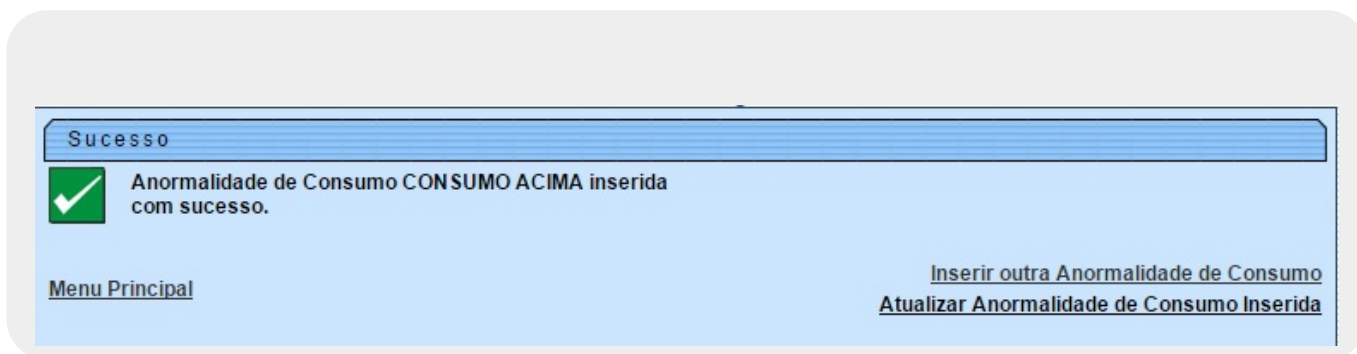 Sucesso
Anormalidade de Consumo CONSUMO ACIMA inserida
com sucesso.
Menu Principal
Inserir outra Anormalidade de Consumo
Atualizar Anormalidade de Consumo Inserida